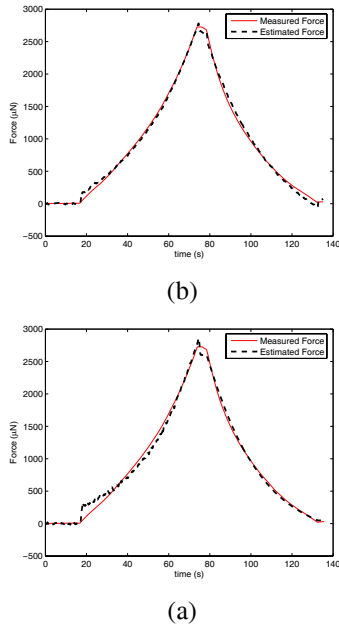 3000
2500
2000
1500
1000
500
0
−500
Force (μN)
Measured Force
Estimated Force
0 20 40 60 80 100 120 140
time (s)
(b)
3000
2500
2000
1500
1000
500
0
−500
Force (μN)
Measured Force
Estimated Force
0 20 40 60 80 100 120 140
time (s)
(a)